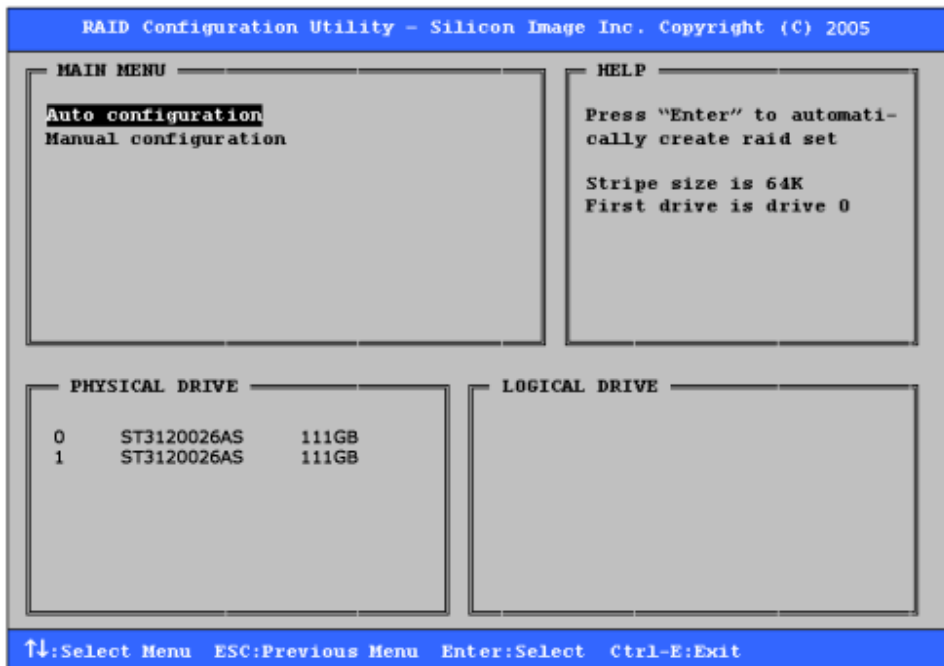 RAID Configuration Utility – Silicon Image Inc. Copyright (C) 2005
MAIN MENU
Auto configuration
Manual configuration
HELP
Press “Enter” to automati-
cally create raid set
Stripe size is 64K
First drive is drive 0
PHYSICAL DRIVE
0 ST3120026AS 111GB
1 ST3120026AS 111GB
LOGICAL DRIVE
↑↓:Select Menu ESC:Previous Menu Enter:Select Ctrl-E:Exit